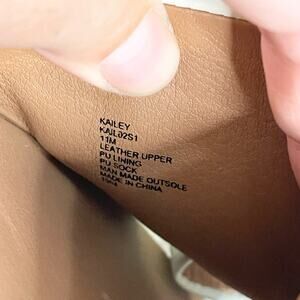 KAILEY
KAIL02S1
11M
LEATHER UPPER
PU LINING
PU SOCK
MAN MADE OUTSOLE
MADE IN CHINA